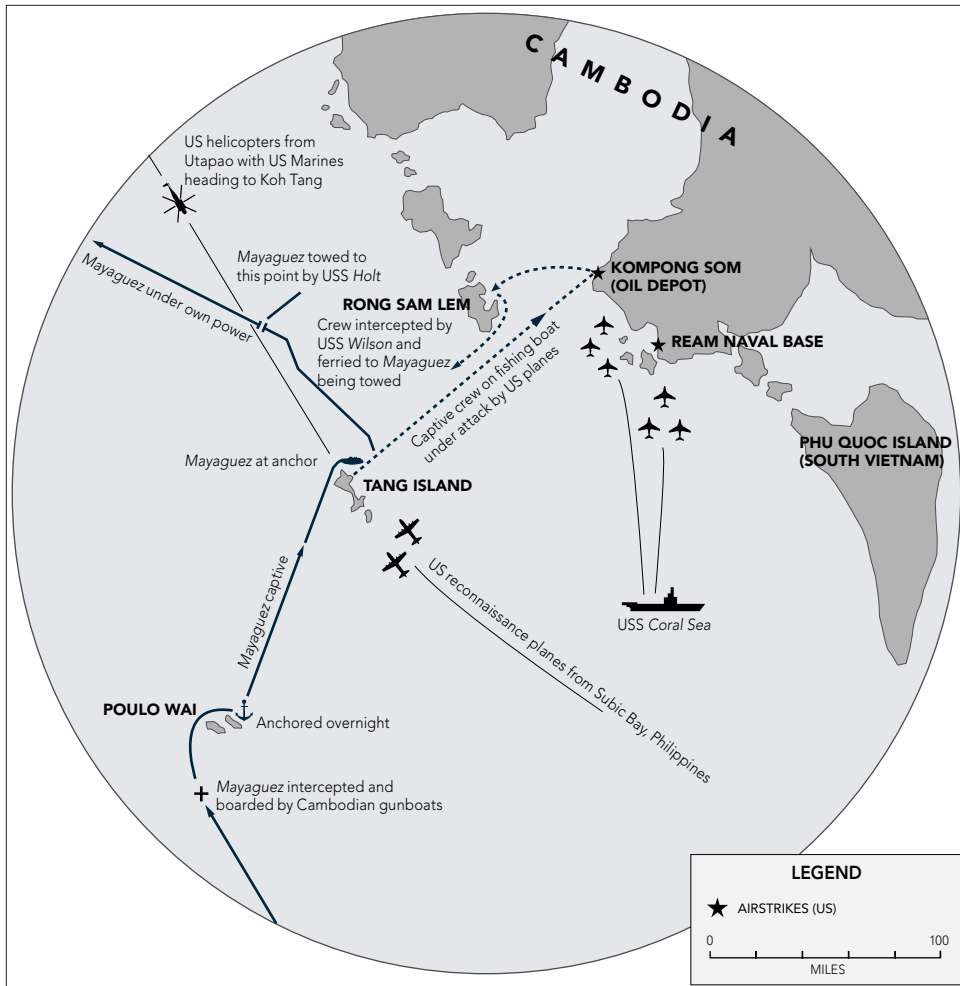 CAMBODIA
US helicopters from
Utapao with US Marines
heading to Koh Tang
Mayaguez towed to
this point by USS Holt
Mayaguez under own power
KOMPONG SOM
(OIL DEPOT)
RONG SAM LEM
Crew intercepted by
USS Wilson and
ferried to Mayaguez
being towed
REAM NAVAL BASE
Captive crew on fishing boat
under attack by US planes
PHU QUOC ISLAND
(SOUTH VIETNAM)
Mayaguez at anchor
TANG ISLAND
Mayaguez captive
US reconnaissance planes from Subic Bay, Philippines
USS Coral Sea
POULO WAI
Anchored overnight
Mayaguez intercepted and
boarded by Cambodian gunboats
LEGEND
AIRSTRIKES (US)
0 100
MILES